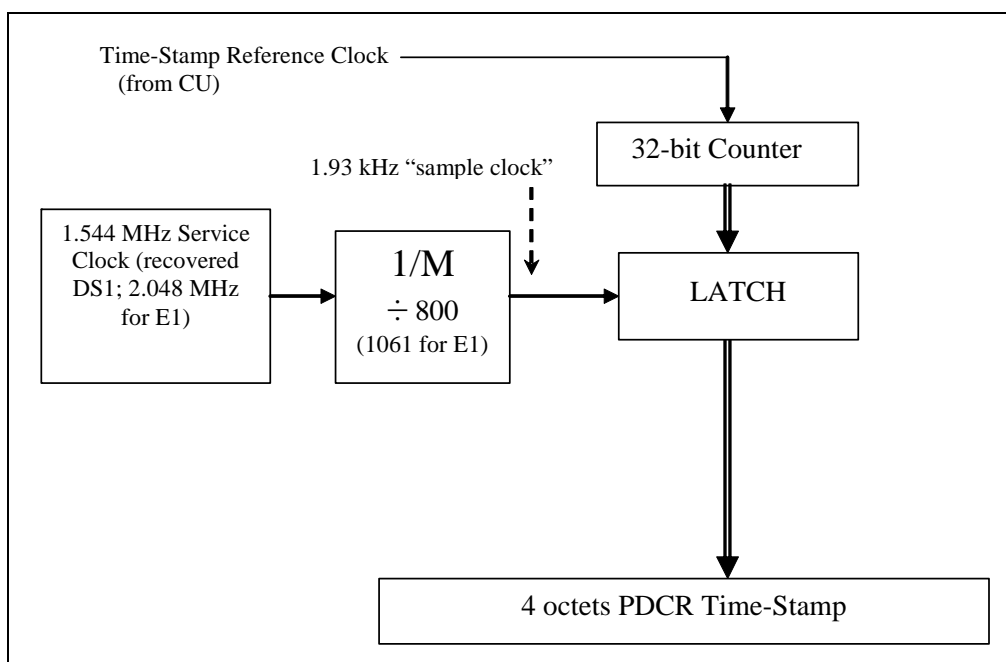 Time-Stamp Reference Clock
(from CU)
32-bit Counter
1.93 kHz “sample clock”
1.544 MHz Service
Clock (recovered
DS1; 2.048 MHz
for E1)
1/M
÷ 800
(1061 for E1)
LATCH
4 octets PDCR Time-Stamp